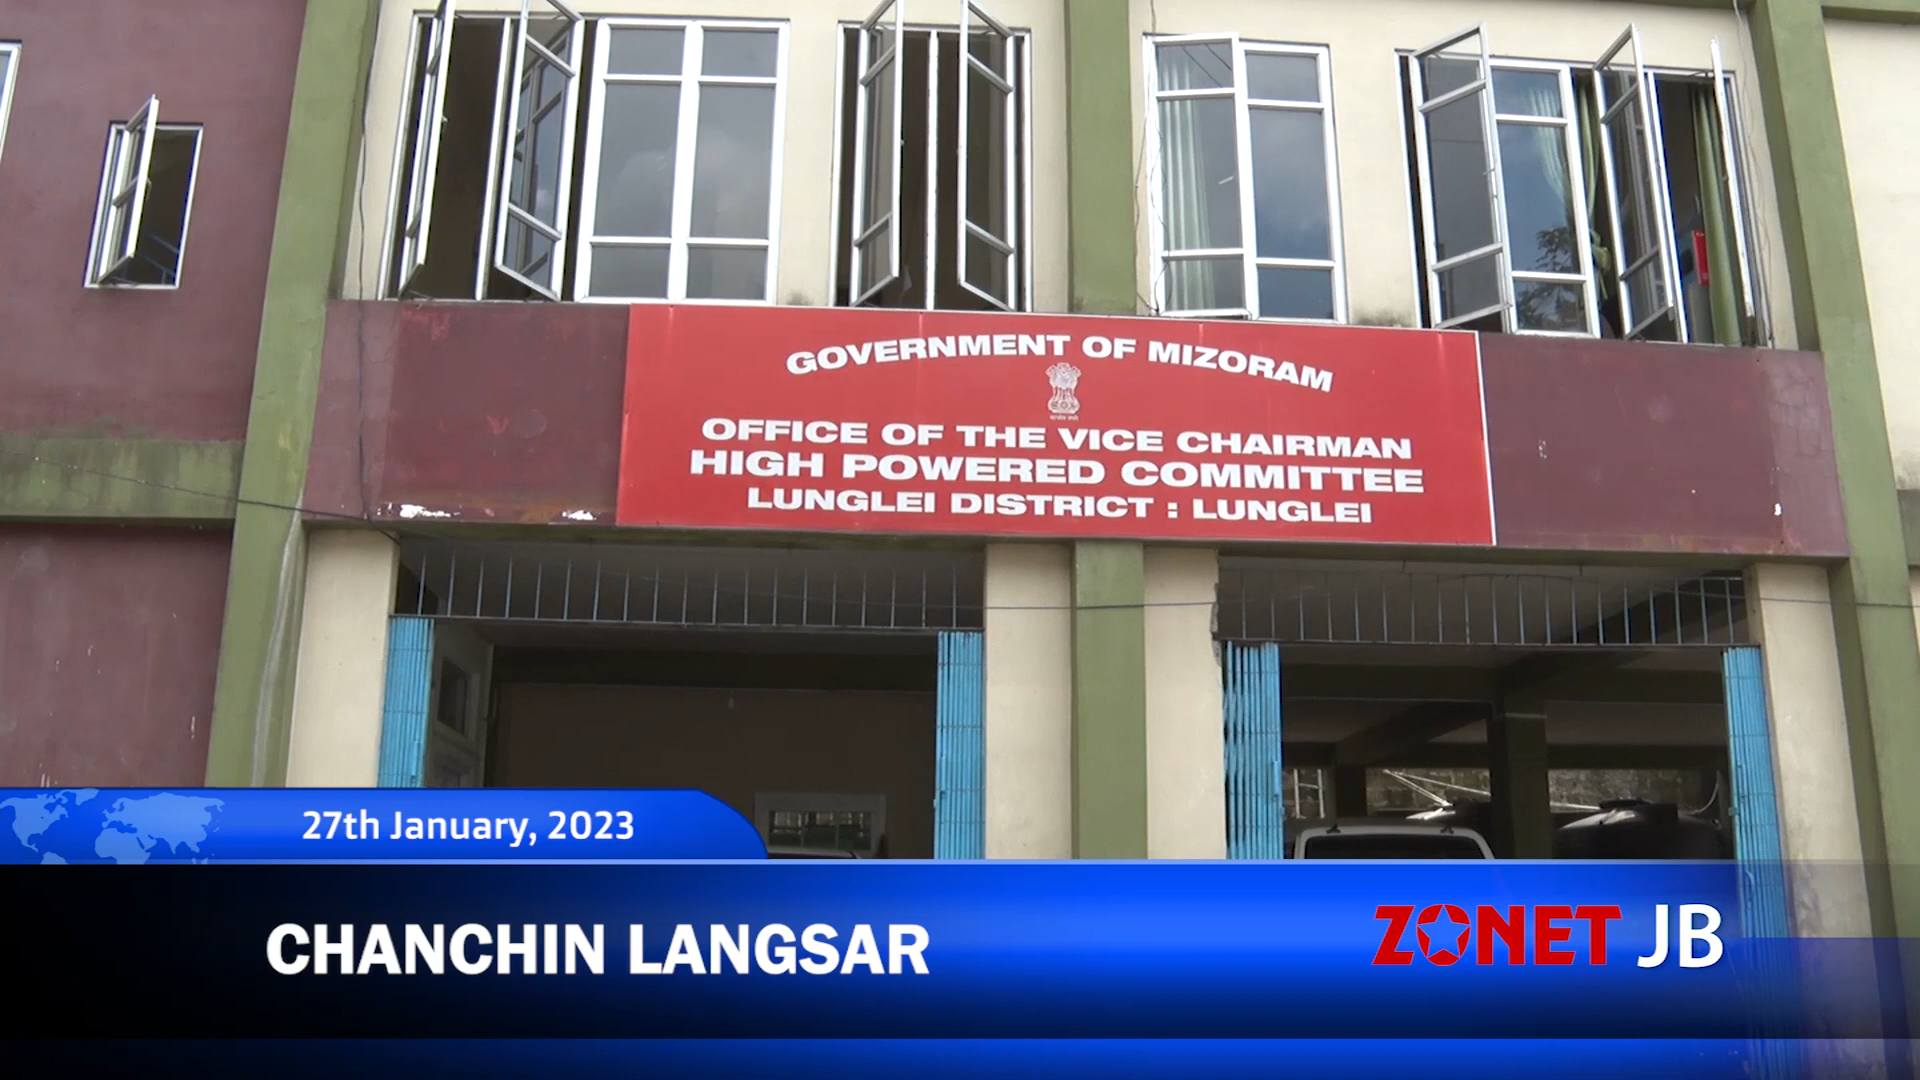 GOVERNMENT OF MIZORAM
OFFICE OF THE VICE CHAIRMAN
HIGH POWERED COMMITTEE
LUNGLEI DISTRICT : LUNGLEI
27th January, 2023
CHANCHIN LANGSAR
ZONET JB